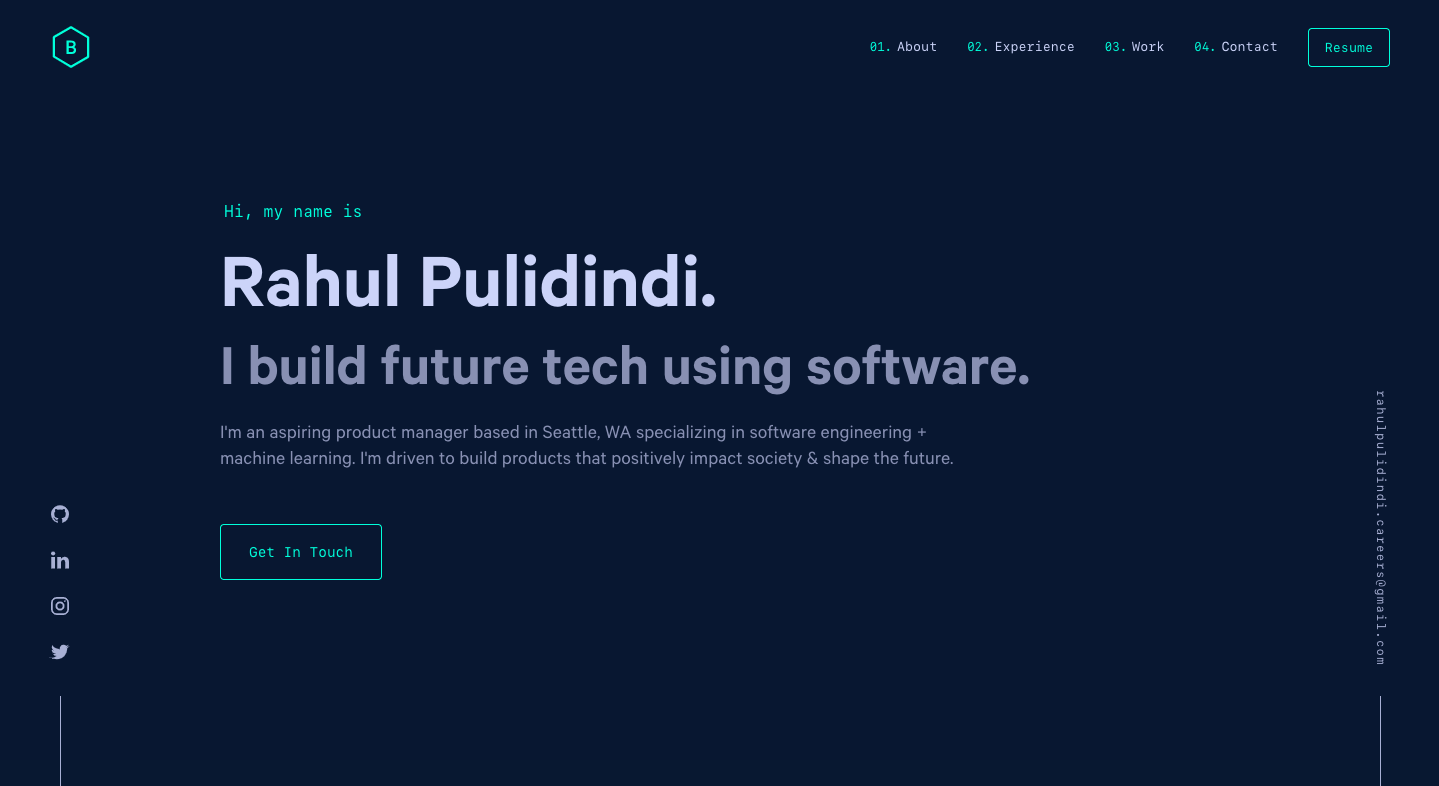 B
01. About 02. Experience 03. Work 04. Contact Resume
Hi, my name is
Rahul Pulidindi.
I build future tech using software.
I'm an aspiring product manager based in Seattle, WA specializing in software engineering +
machine learning. I'm driven to build products that positively impact society & shape the future.
Get In Touch
rahulpulidindi.careers@gmail.com